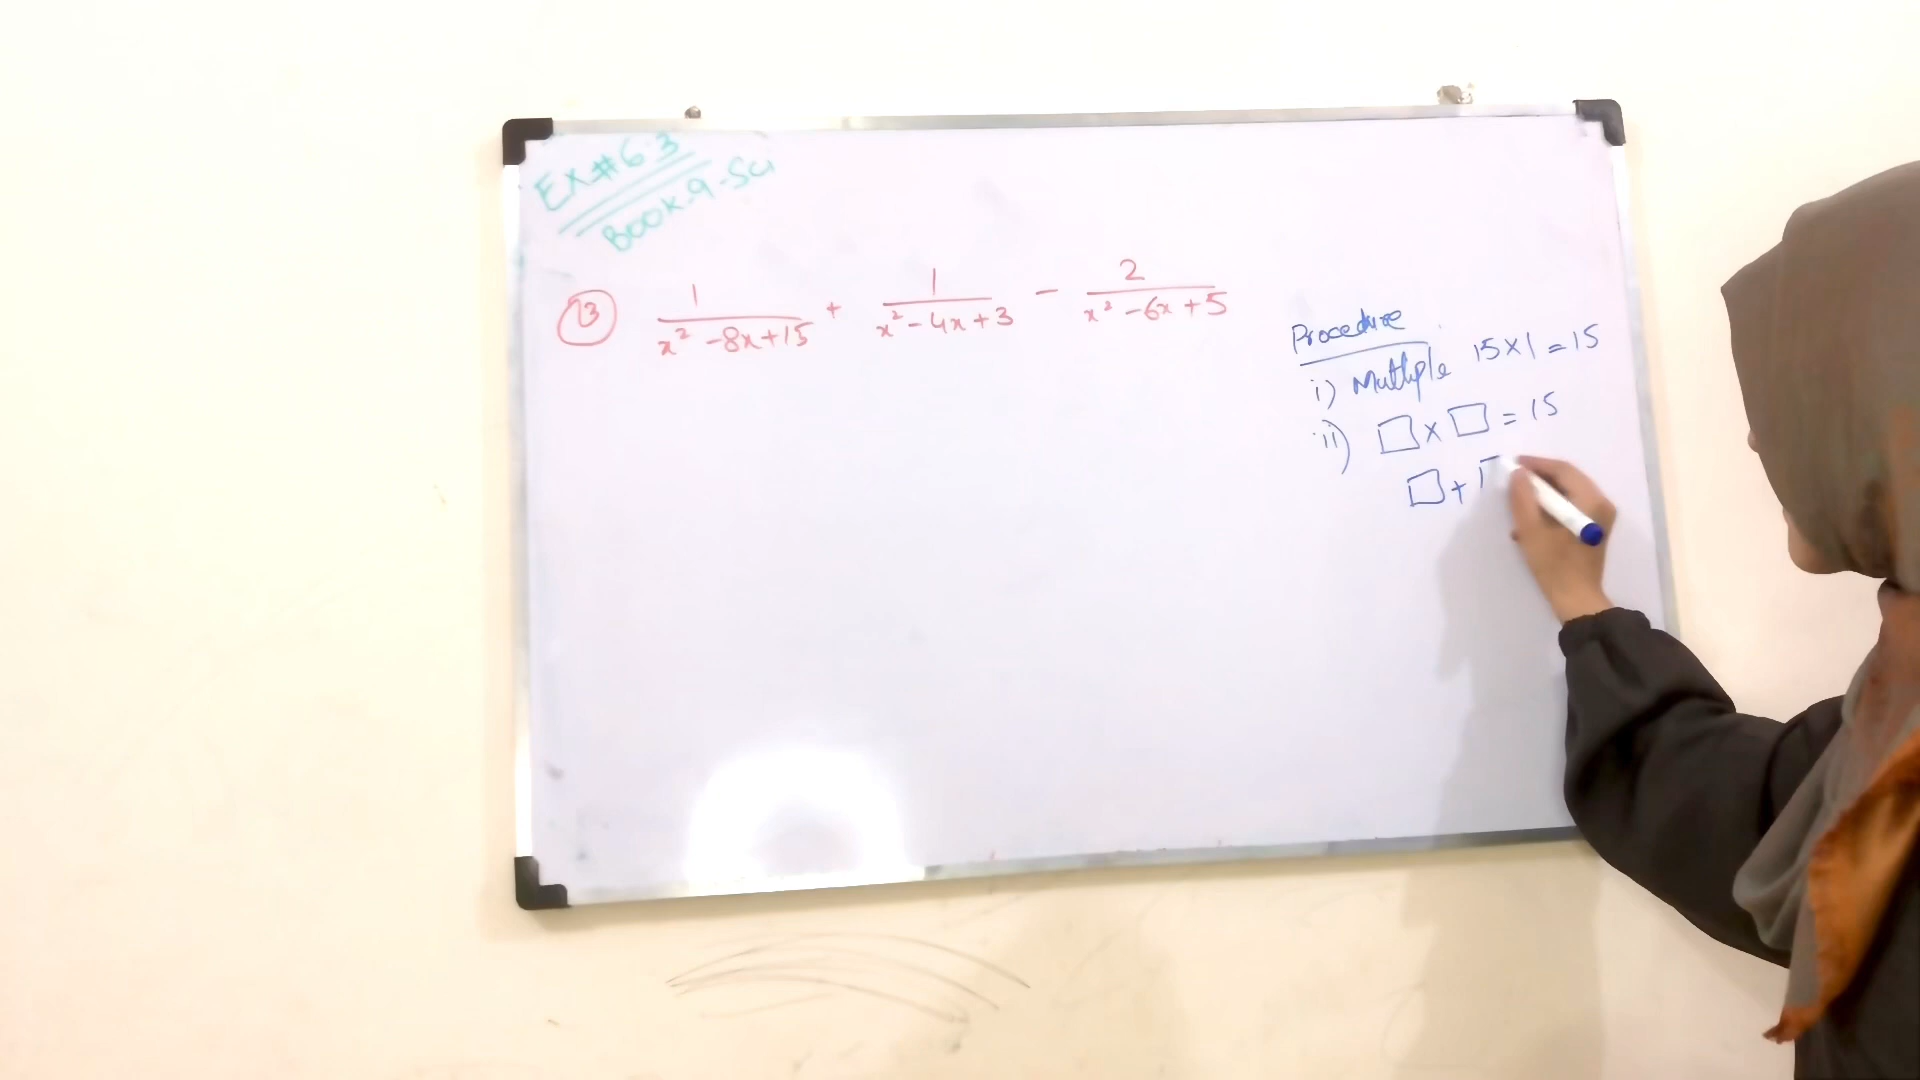 EX#6.3
BOOK-9-Sci
13 1/(x² - 8x + 15) + 1/(x² - 4x + 3) - 2/(x² - 6x + 5)
Procedure
i) Multiple 15 x 1 = 15
ii) □ x □ = 15
□ +